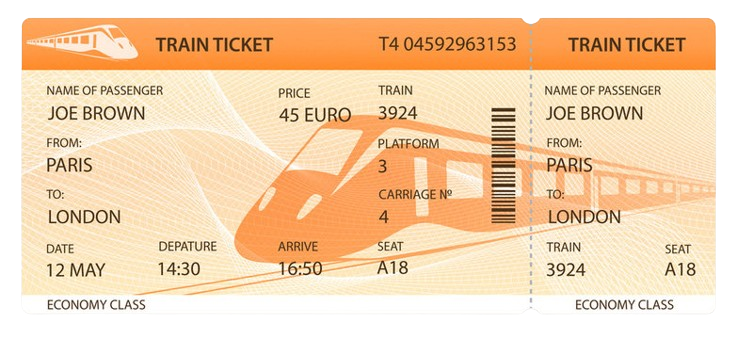 TRAIN TICKET T4 04592963153 TRAIN TICKET
NAME OF PASSENGER PRICE TRAIN NAME OF PASSENGER
JOE BROWN 45 EURO 3924 JOE BROWN
FROM: PLATFORM FROM:
PARIS 3 PARIS
TO: CARRIAGE Nº TO:
LONDON 4 LONDON
DATE DEPATURE ARRIVE SEAT TRAIN SEAT
12 MAY 14:30 16:50 A18 3924 A18
ECONOMY CLASS ECONOMY CLASS